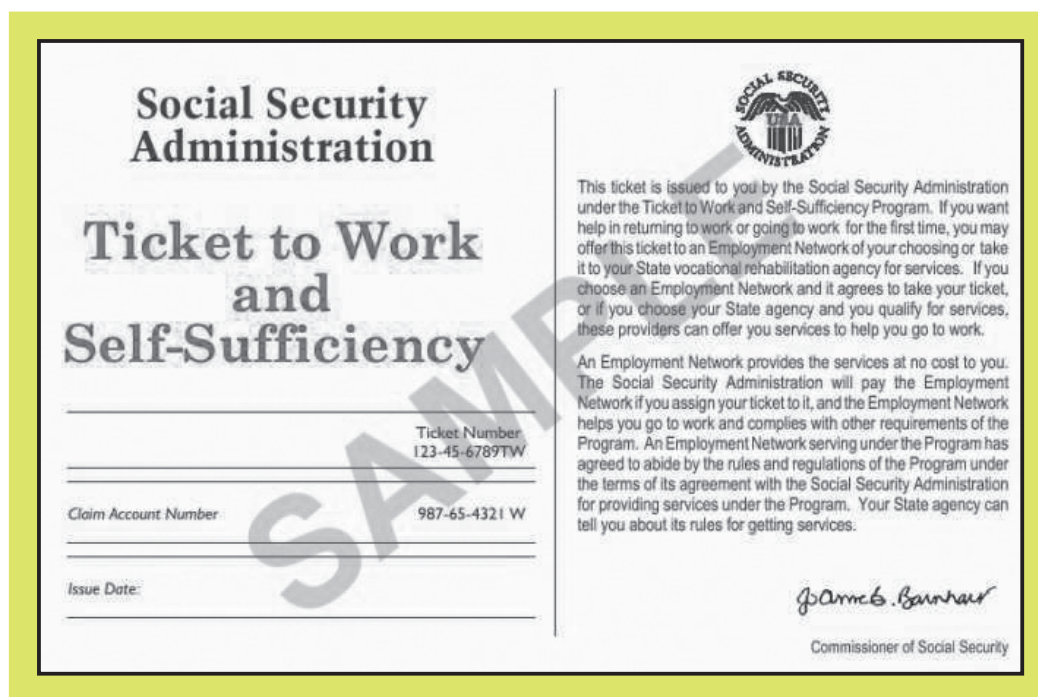 Social Security
Administration
Ticket to Work
and
Self-Sufficiency
Ticket Number
123-45-6789TW
Claim Account Number 987-65-4321 W
Issue Date:
SOCIAL SECURITY
USA
ADMINISTRATION
This ticket is issued to you by the Social Security Administration
under the Ticket to Work and Self-Sufficiency Program. If you want
help in returning to work or going to work for the first time, you may
offer this ticket to an Employment Network of your choosing or take
it to your State vocational rehabilitation agency for services. If you
choose an Employment Network and it agrees to take your ticket,
or if you choose your State agency and you qualify for services,
these providers can offer you services to help you go to work.
An Employment Network provides the services at no cost to you.
The Social Security Administration will pay the Employment
Network if you assign your ticket to it, and the Employment Network
helps you go to work and complies with other requirements of the
Program. An Employment Network serving under the Program has
agreed to abide by the rules and regulations of the Program under
the terms of its agreement with the Social Security Administration
for providing services under the Program. Your State agency can
tell you about its rules for getting services.
Commissioner of Social Security
SAMPLE